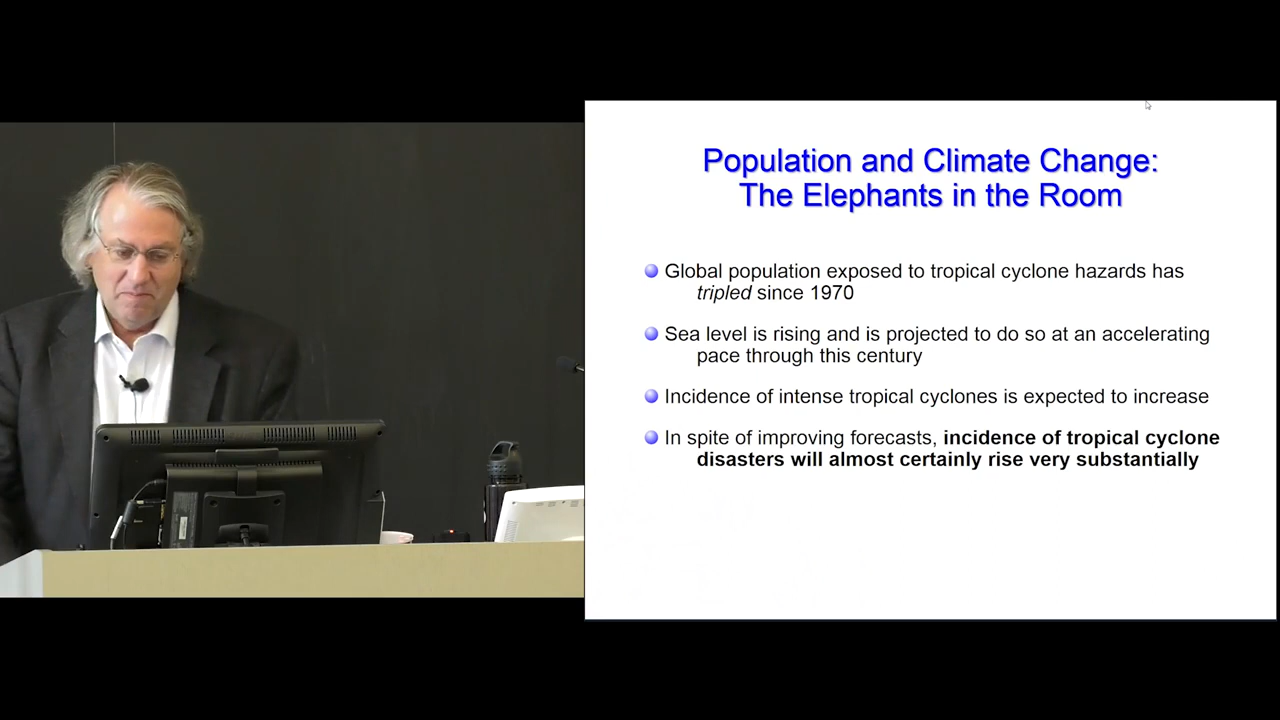 Population and Climate Change:
The Elephants in the Room
Global population exposed to tropical cyclone hazards has
tripled since 1970
Sea level is rising and is projected to do so at an accelerating
pace through this century
Incidence of intense tropical cyclones is expected to increase
In spite of improving forecasts, incidence of tropical cyclone
disasters will almost certainly rise very substantially